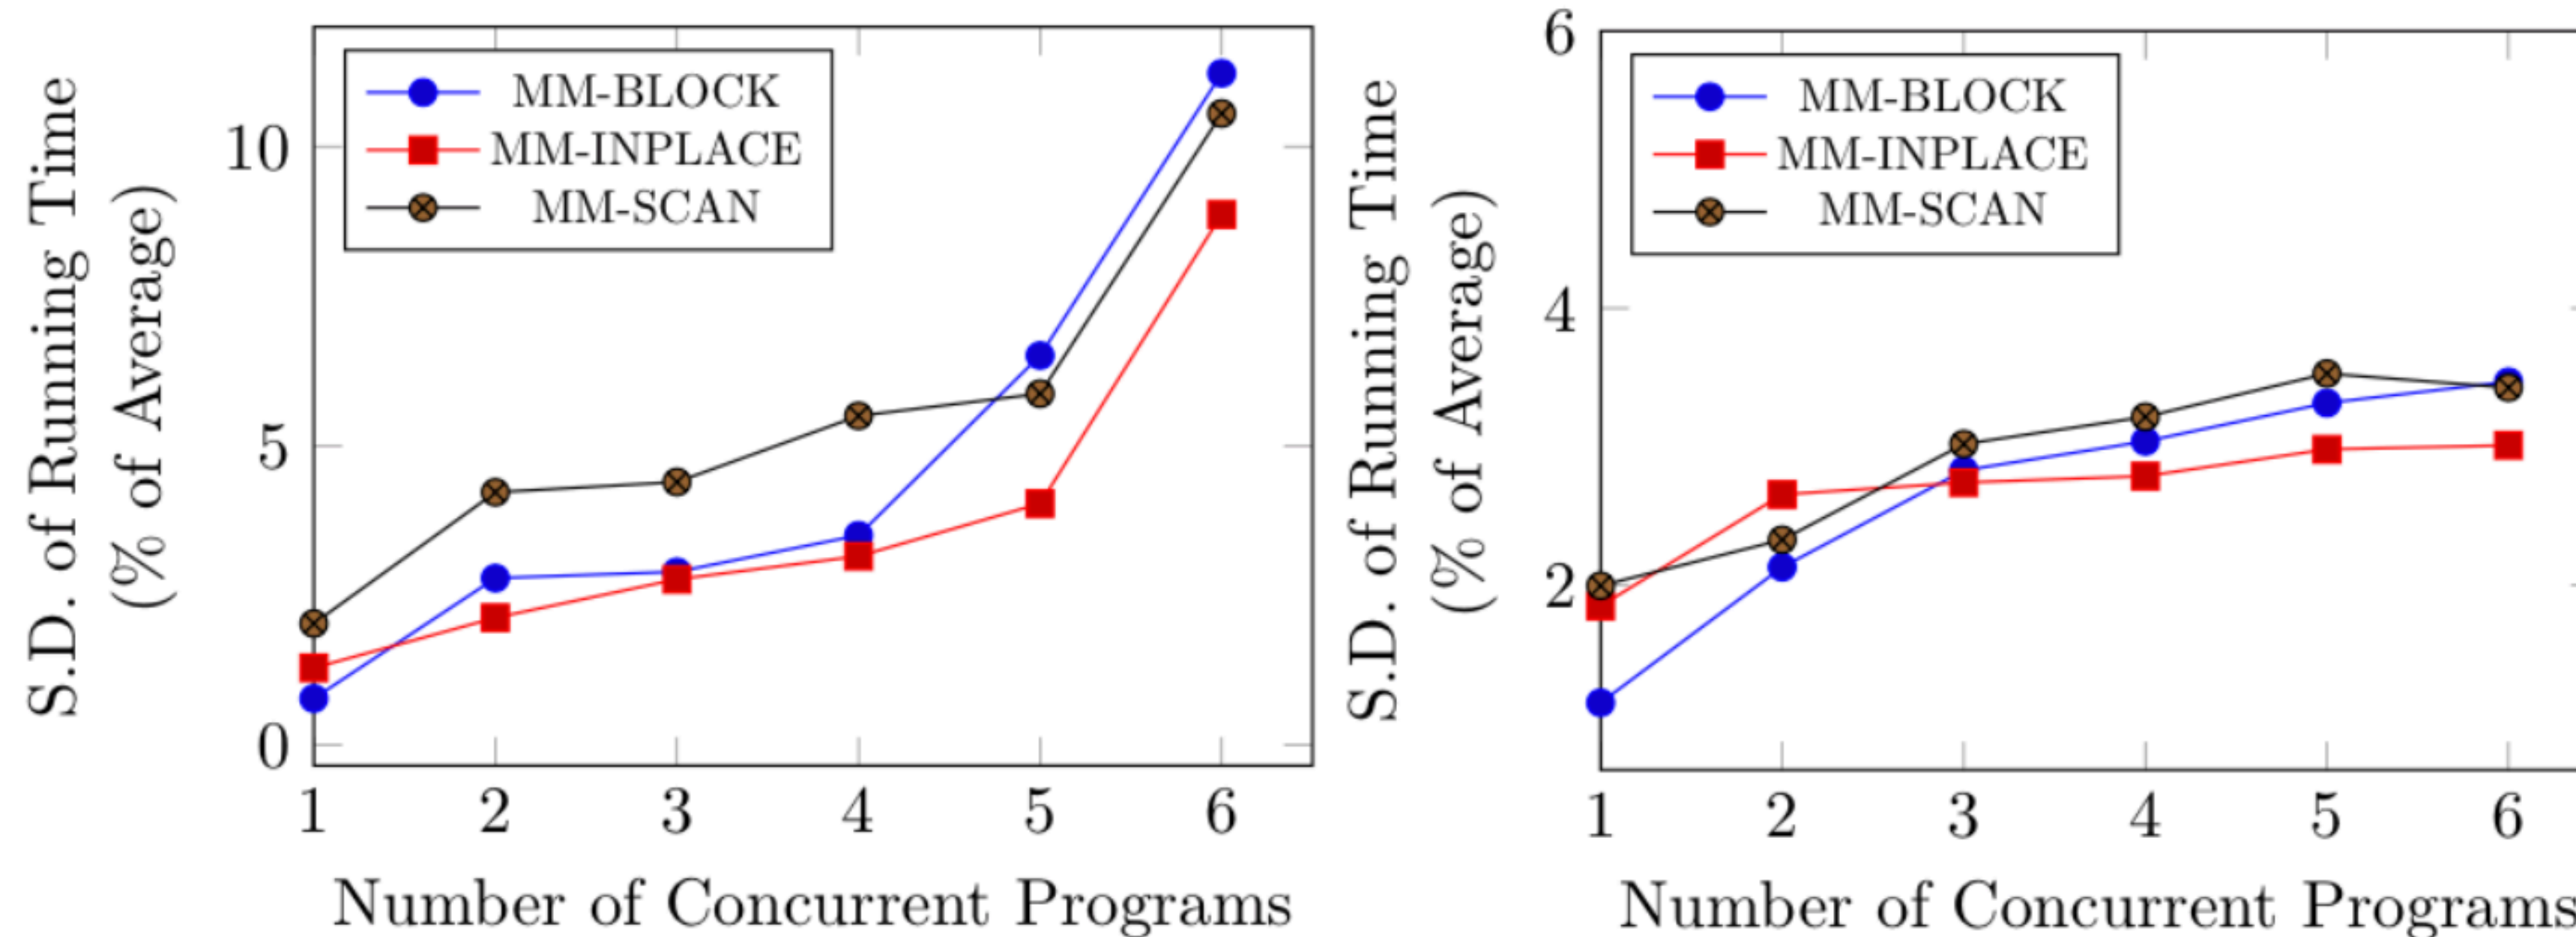 S.D. of Running Time
(% of Average)
10
5
0
MM-BLOCK
MM-INPLACE
MM-SCAN
1 2 3 4 5 6
Number of Concurrent Programs
S.D. of Running Time
(% of Average)
6
4
2
MM-BLOCK
MM-INPLACE
MM-SCAN
1 2 3 4 5 6
Number of Concurrent Programs